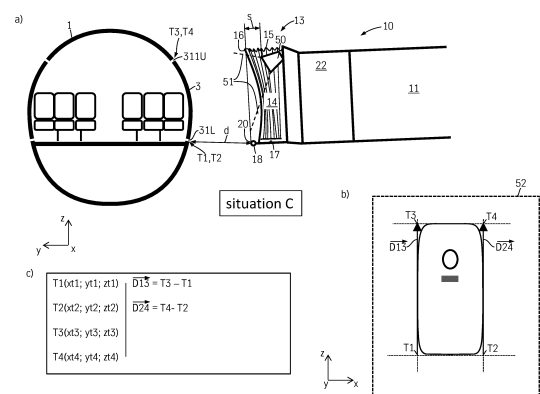 a)
1
T3,T4
311U
3
31L
T1,T2
d
s
13
10
16
15
50
51
22
11
14
20
18
17
situation C
z
y
x
b)
52
T3
T4
D13
D24
T1
T2
z
y
x
c)
T1(xt1; yt1; zt1)
D13 = T3 – T1
T2(xt2; yt2; zt2)
D24 = T4- T2
T3(xt3; yt3; zt3)
T4(xt4; yt4; zt4)